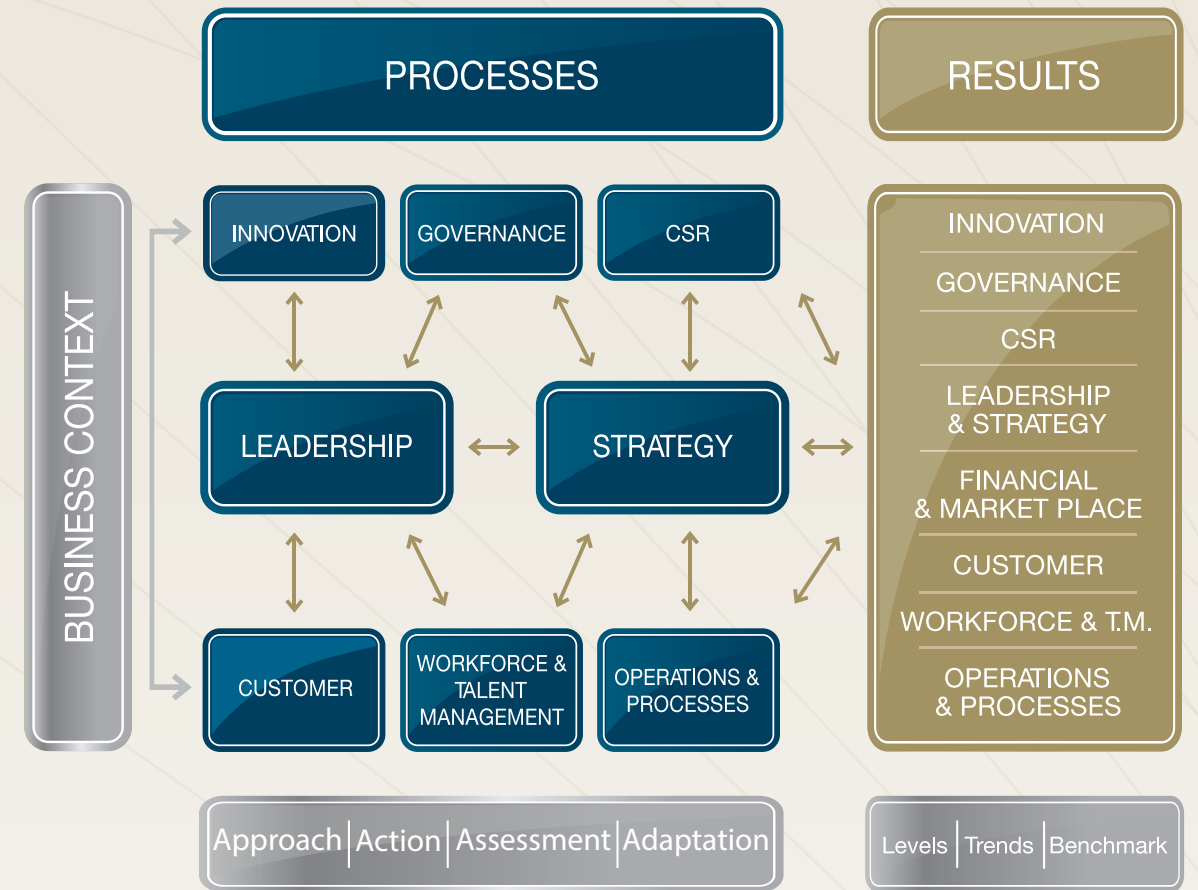 PROCESSES
RESULTS
BUSINESS CONTEXT
INNOVATION
GOVERNANCE
CSR
LEADERSHIP
STRATEGY
CUSTOMER
WORKFORCE &
TALENT
MANAGEMENT
OPERATIONS &
PROCESSES
INNOVATION
GOVERNANCE
CSR
LEADERSHIP
& STRATEGY
FINANCIAL
& MARKET PLACE
CUSTOMER
WORKFORCE & T.M.
OPERATIONS
& PROCESSES
Approach|Action|Assessment|Adaptation
Levels|Trends|Benchmark